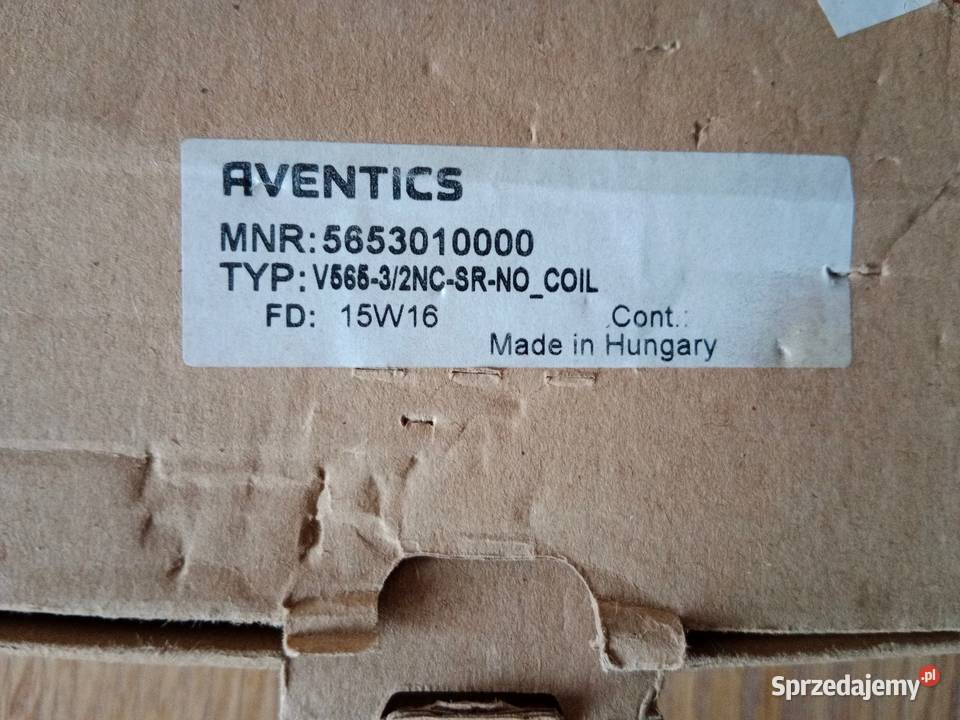 AVENTICS
MNR:5653010000
TYP: V565-3/2NC-SR-NO_COIL
FD: 15W16 Cont.:
Made in Hungary
Sprzedajemy.pl